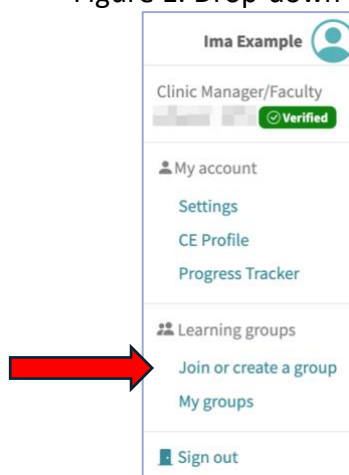 Ima Example
Clinic Manager/Faculty
Verified
My account
Settings
CE Profile
Progress Tracker
Learning groups
Join or create a group
My groups
Sign out